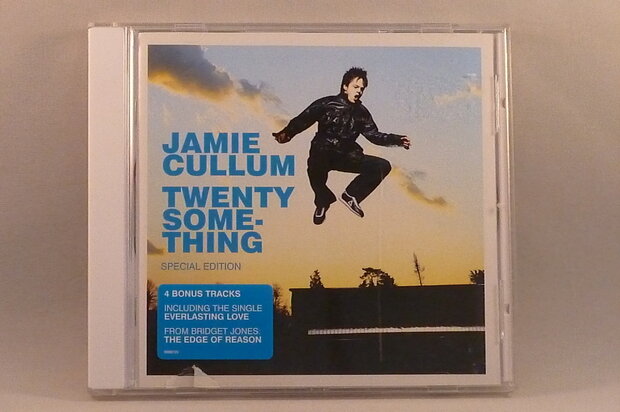 JAMIE
CULLUM
TWENTY
SOME-
THING
SPECIAL EDITION
4 BONUS TRACKS
INCLUDING THE SINGLE
EVERLASTING LOVE
FROM BRIDGET JONES:
THE EDGE OF REASON